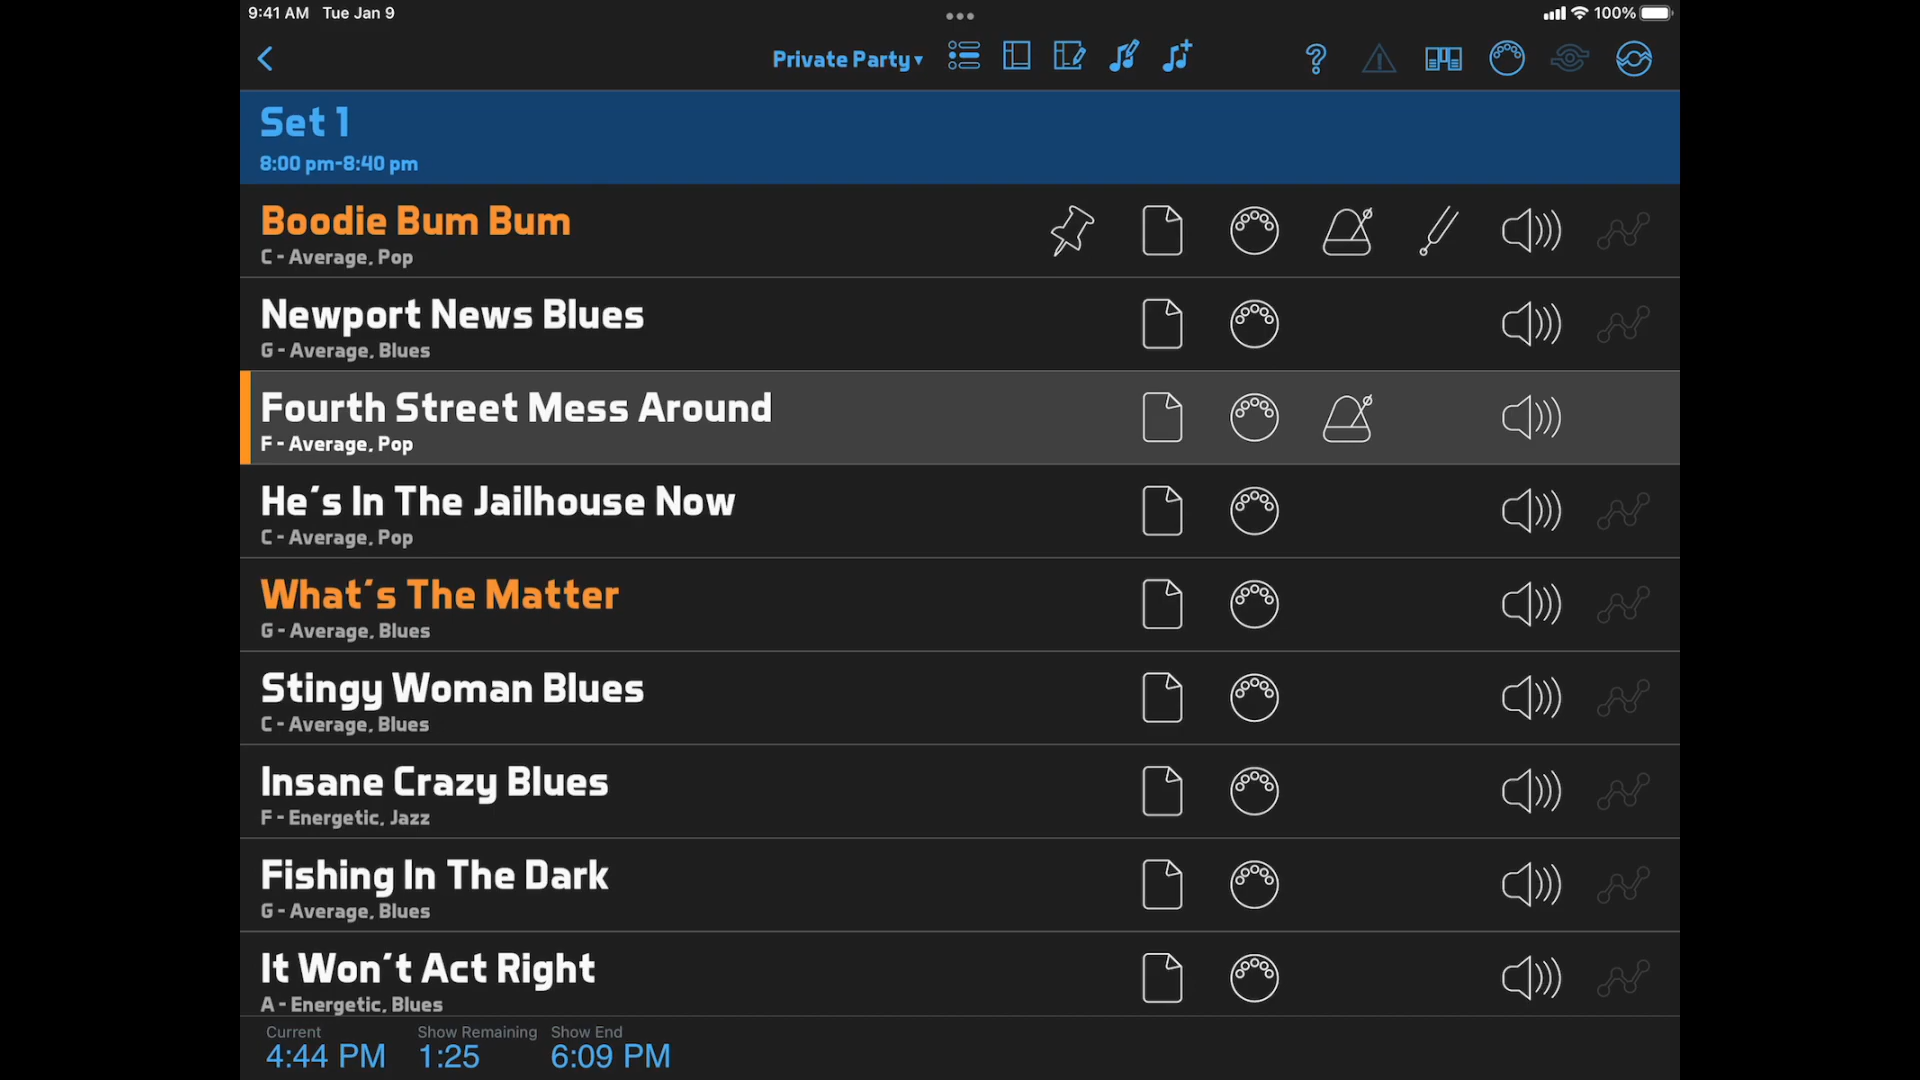 9:41 AM Tue Jan 9
100%
Private Party ▾
Set 1
8:00 pm-8:40 pm
Boodie Bum Bum
C - Average, Pop
Newport News Blues
G - Average, Blues
Fourth Street Mess Around
F - Average, Pop
He's In The Jailhouse Now
C - Average, Pop
What's The Matter
G - Average, Blues
Stingy Woman Blues
C - Average, Blues
Insane Crazy Blues
F - Energetic, Jazz
Fishing In The Dark
G - Average, Blues
It Won't Act Right
A - Energetic, Blues
Current Show Remaining Show End
4:44 PM 1:25 6:09 PM